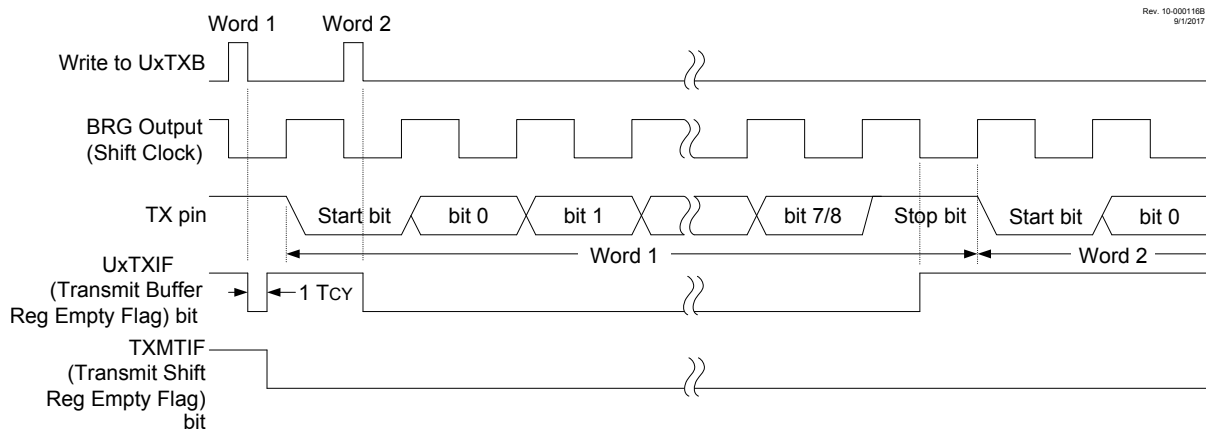 Rev. 10-000116B
9/1/2017
Word 1 Word 2
Write to UxTXB
BRG Output
(Shift Clock)
TX pin
Start bit bit 0 bit 1 bit 7/8 Stop bit Start bit bit 0
Word 1 Word 2
UxTXIF
(Transmit Buffer
Reg Empty Flag) bit
1 TCY
TXMTIF
(Transmit Shift
Reg Empty Flag)
bit